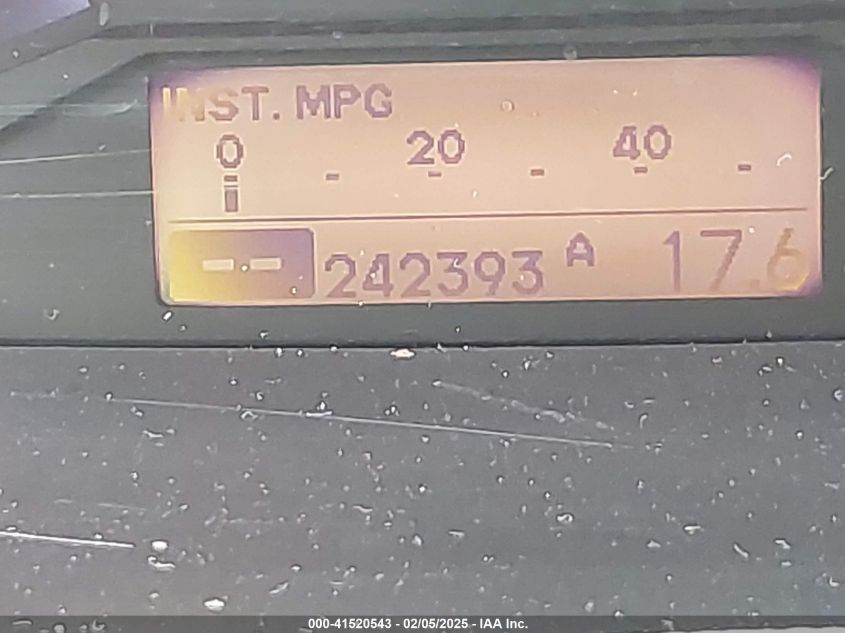 INST. MPG
0 20 40
--.-- 242393 A 17.6
000-41520543 - 02/05/2025 - IAA Inc.